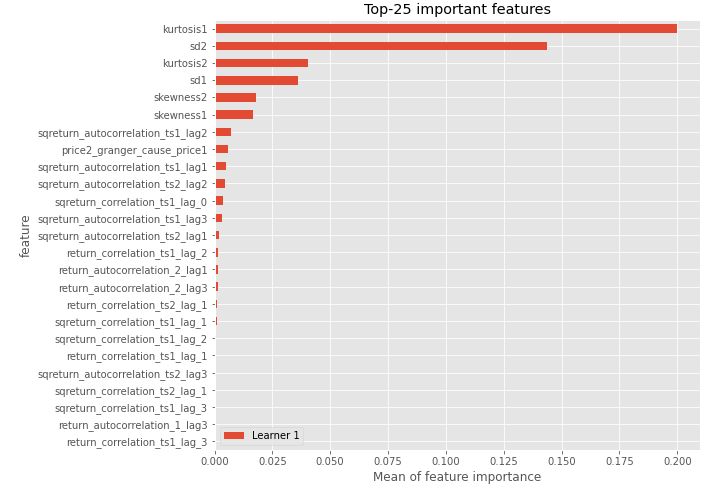 Top-25 important features
kurtosis1
sd2
kurtosis2
sd1
skewness2
skewness1
sqreturn_autocorrelation_ts1_lag2
price2_granger_cause_price1
sqreturn_autocorrelation_ts1_lag1
sqreturn_autocorrelation_ts2_lag2
sqreturn_correlation_ts1_lag_0
sqreturn_autocorrelation_ts1_lag3
sqreturn_autocorrelation_ts2_lag1
return_correlation_ts1_lag_2
return_autocorrelation_2_lag1
return_autocorrelation_2_lag3
return_correlation_ts2_lag_1
sqreturn_correlation_ts1_lag_1
sqreturn_correlation_ts1_lag_2
return_correlation_ts1_lag_1
sqreturn_autocorrelation_ts2_lag3
sqreturn_correlation_ts2_lag_1
sqreturn_correlation_ts1_lag_3
return_autocorrelation_1_lag3
return_correlation_ts1_lag_3
feature
Learner 1
0.000 0.025 0.050 0.075 0.100 0.125 0.150 0.175 0.200
Mean of feature importance